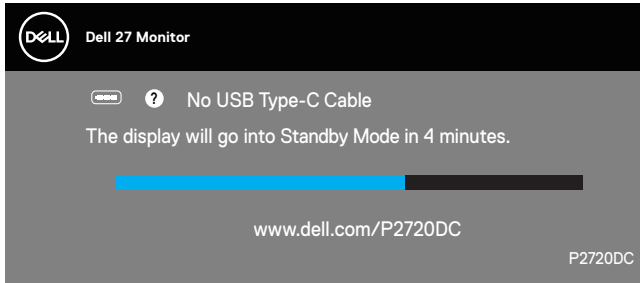 DELL
Dell 27 Monitor
? No USB Type-C Cable
The display will go into Standby Mode in 4 minutes.
www.dell.com/P2720DC
P2720DC